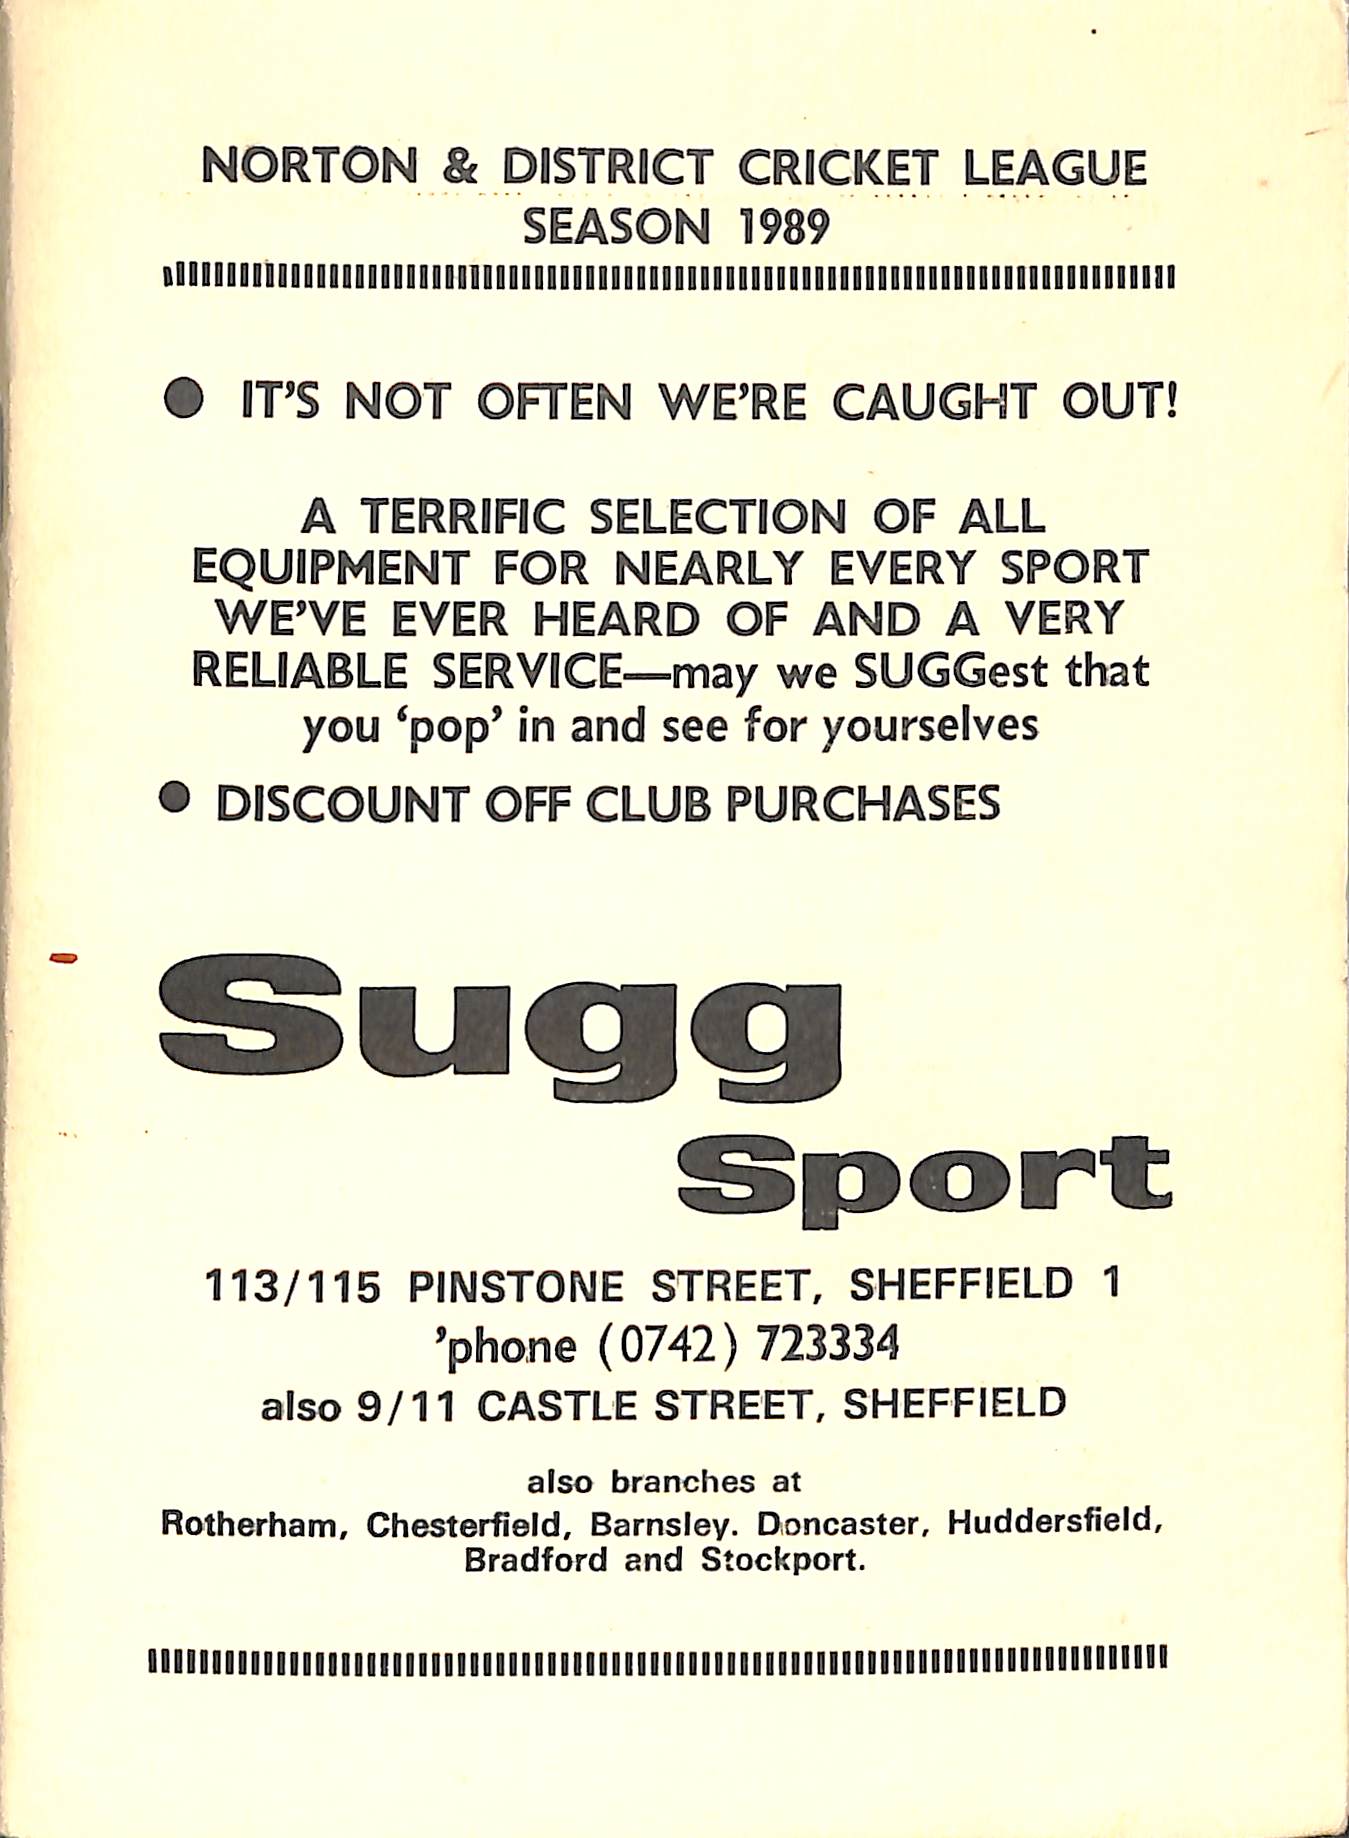 NORTON & DISTRICT CRICKET LEAGUE
SEASON 1989
● IT'S NOT OFTEN WE'RE CAUGHT OUT!
A TERRIFIC SELECTION OF ALL
EQUIPMENT FOR NEARLY EVERY SPORT
WE'VE EVER HEARD OF AND A VERY
RELIABLE SERVICE—may we SUGGest that
you ‘pop’ in and see for yourselves
● DISCOUNT OFF CLUB PURCHASES
Sugg
Sport
113/115 PINSTONE STREET, SHEFFIELD 1
’phone (0742) 723334
also 9/11 CASTLE STREET, SHEFFIELD
also branches at
Rotherham, Chesterfield, Barnsley. Doncaster, Huddersfield,
Bradford and Stockport.